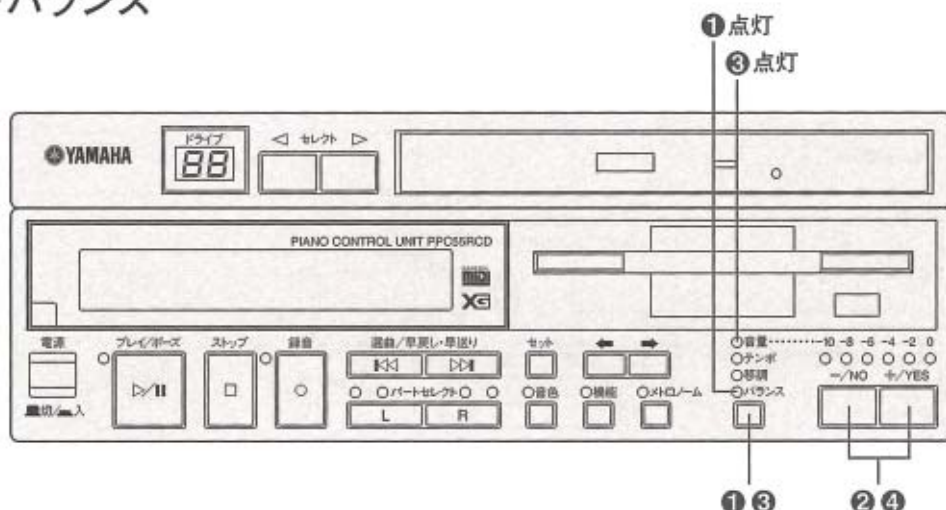 バランス
❶点灯
❸点灯
YAMAHA
ドライブ
88
◁ セレクト ▷
PIANO CONTROL UNIT PPC55RCD
MIDI
XG
電源
プレイ/ポーズ
ストップ
録音
選曲/早戻し・早送り
セット
音量 -10 -8 -6 -4 -2 0
テンポ
移調
バランス
−/NO
+/YES
切/入
パートセレクト
L
R
音色
機能
メトロノーム
❶❸
❷❹